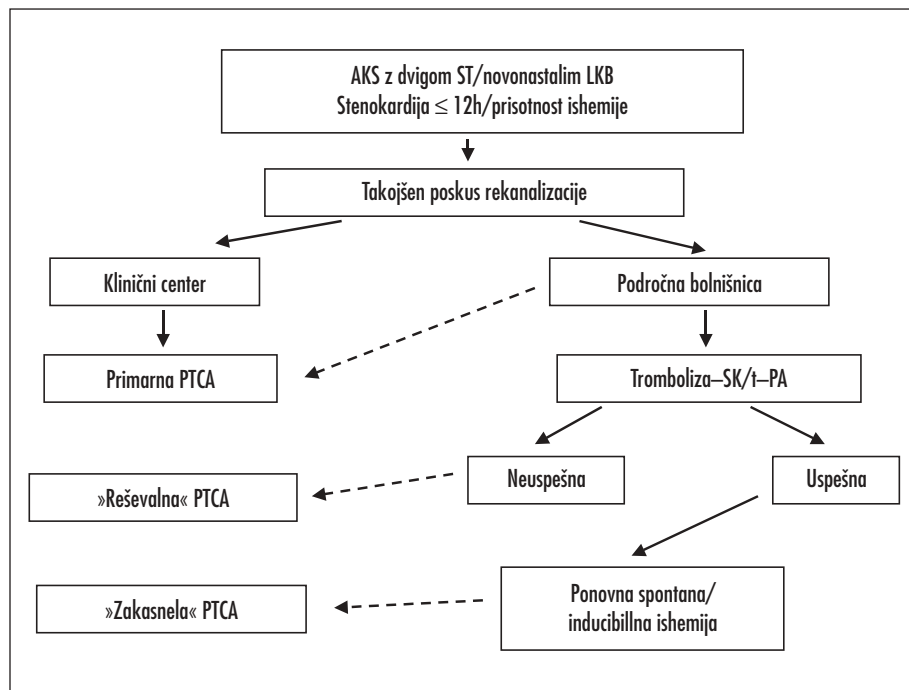 AKS z dvigom ST/novonastalim LKB
Stenokardija ≤ 12h/prisotnost ishemije
Takojšen poskus rekanalizacije
Klinični center
Področna bolnišnica
Primarna PTCA
Tromboliza–SK/t–PA
Neuspešna
Uspešna
»Reševalna« PTCA
Ponovna spontana/
inducibillna ishemija
»Zakasnela« PTCA